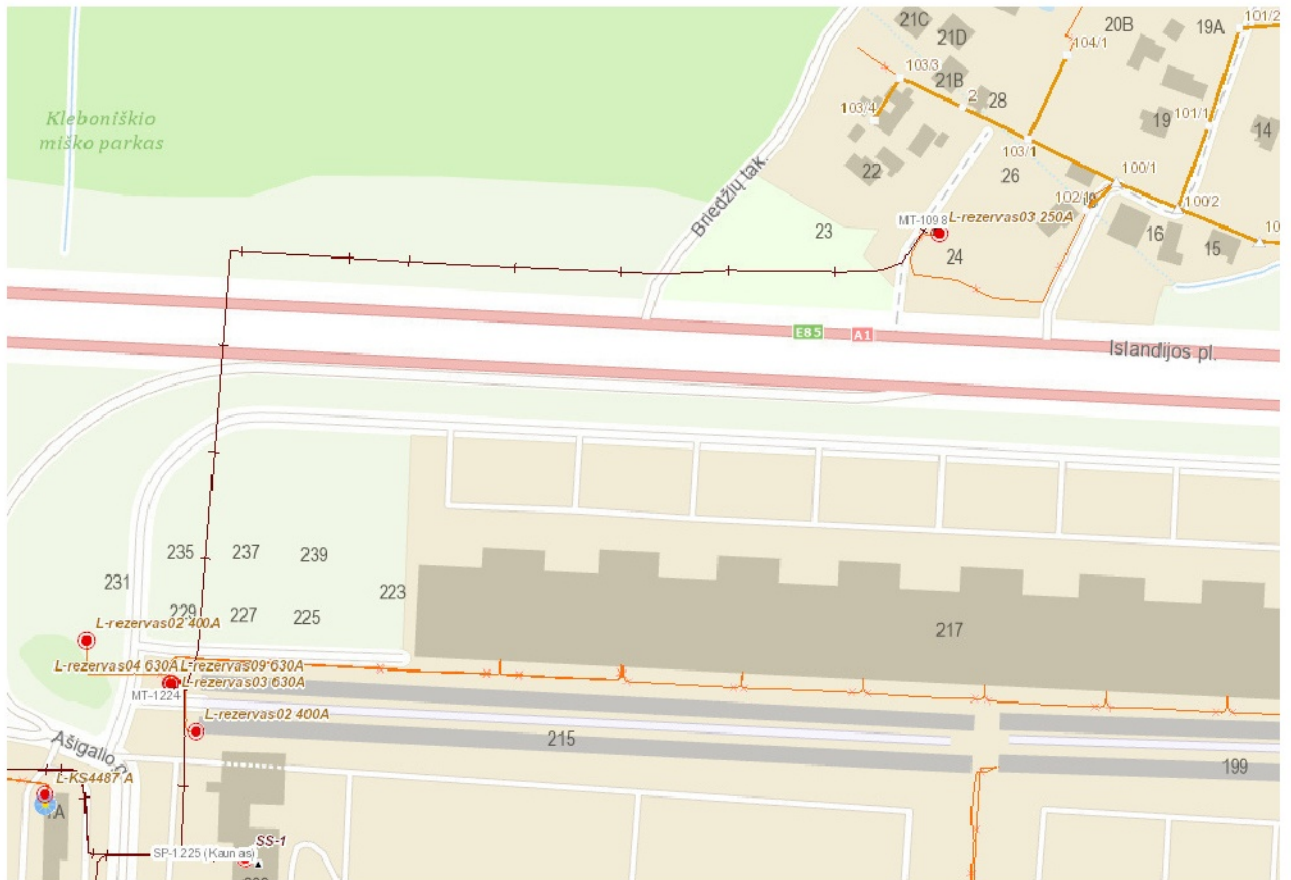 21C
21D
20B
19A
101/2
104/1
103/3
21B
103/4
2
28
Kleboniškio
miško parkas
19
101/1
14
103/1
26
100/1
22
102/1
100/2
Briedžių tak.
MT-1098
L-rezervas03 250A
23
24
16
15
10
E85
A1
Islandijos pl.
235
237
239
231
223
229
227
225
L-rezervas02 400A
217
L-rezervas04 630A
L-rezervas09 630A
L-rezervas03 630A
MT-1224
L-rezervas02 400A
215
Ašigalio
199
L-KS4487 A
1A
SS-1
SP-1225 (Kaunas)